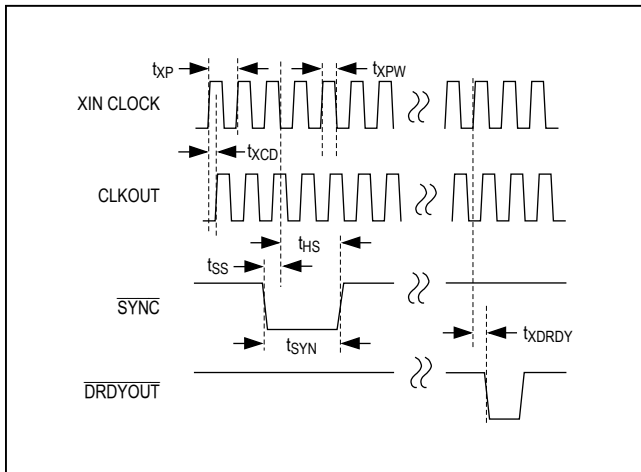 tXP
tXPW
XIN CLOCK
tXCD
CLKOUT
tHS
tSS
SYNC
tXDRDY
tSYN
DRDYOUT